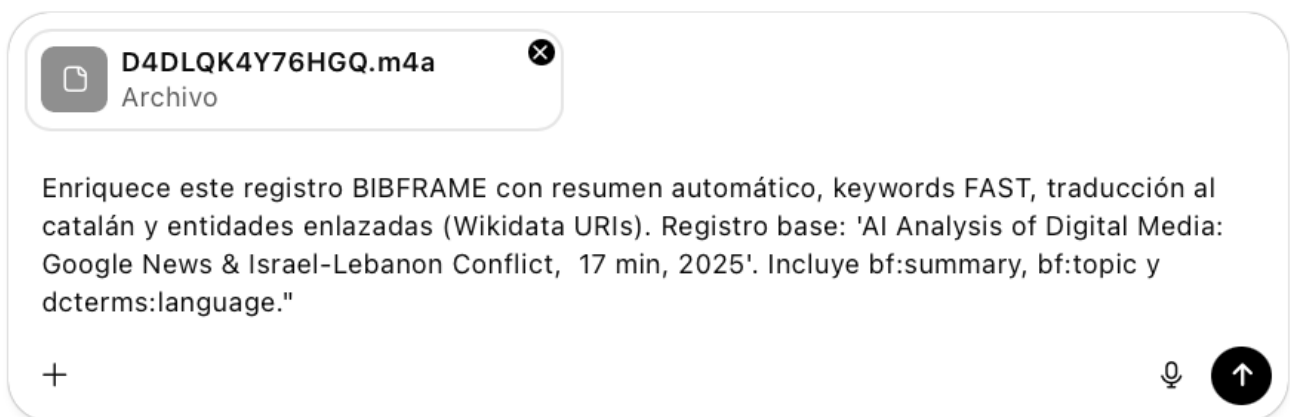 D4DLQK4Y76HGQ.m4a
Archivo
Enriquece este registro BIBFRAME con resumen automático, keywords FAST, traducción al
catalán y entidades enlazadas (Wikidata URIs). Registro base: 'AI Analysis of Digital Media:
Google News & Israel-Lebanon Conflict,  17 min, 2025'. Incluye bf:summary, bf:topic y
dcterms:language."